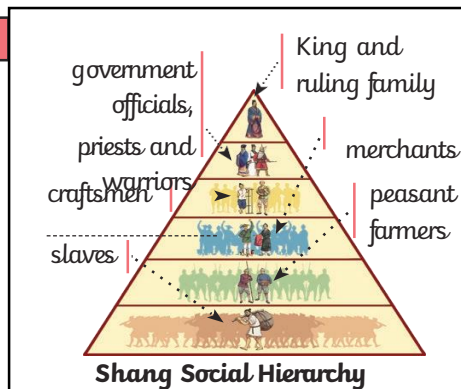 government
officials,
priests and
warriors
King and
ruling family
craftsmen
merchants
peasant
farmers
slaves
Shang Social Hierarchy